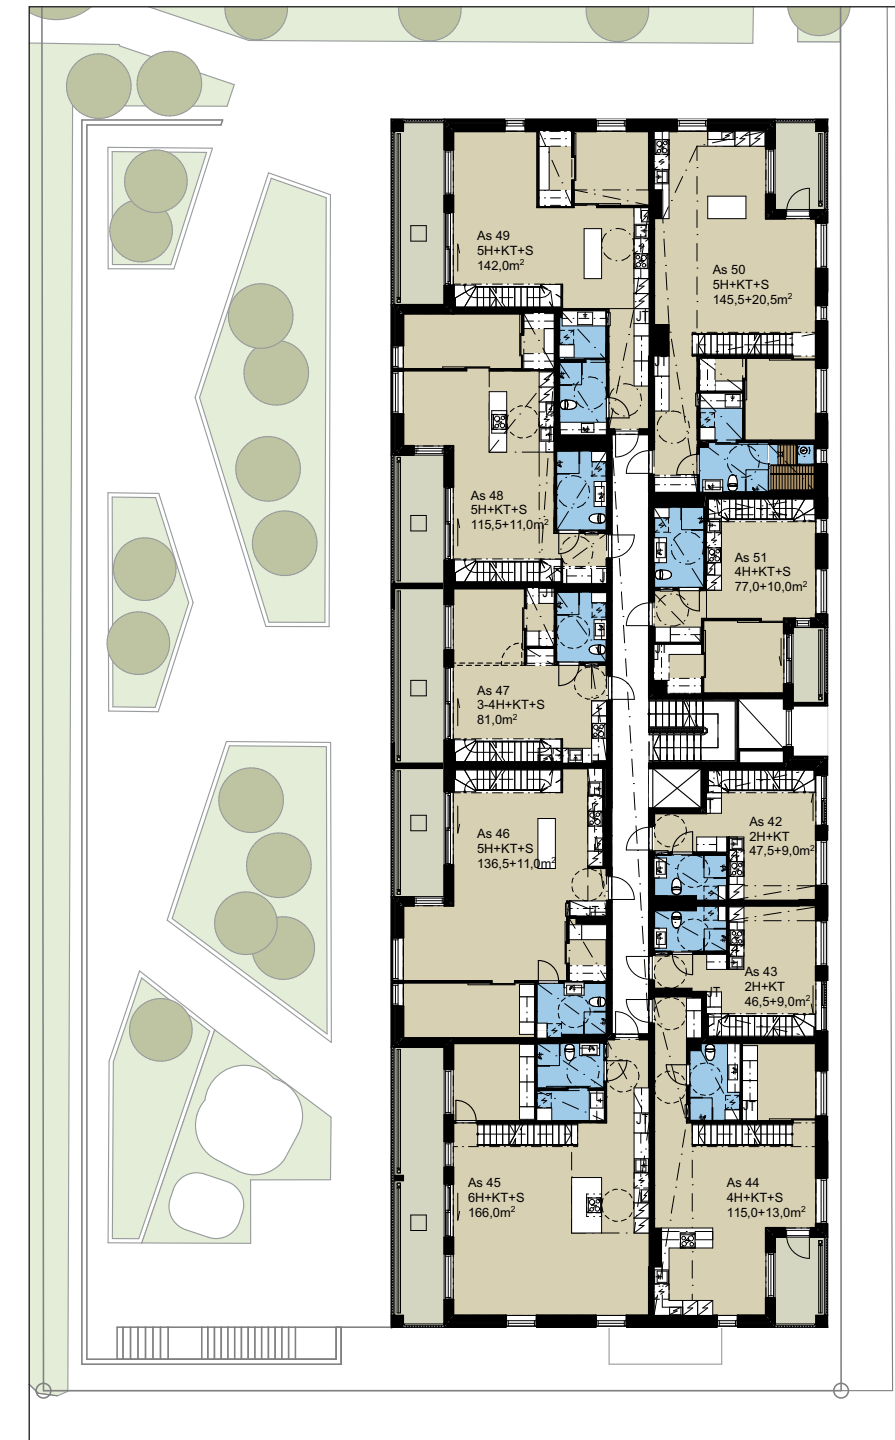 As 49
5H+KT+S
142,0m²
As 50
5H+KT+S
145,5+20,5m²
As 48
5H+KT+S
115,5+11,0m²
As 51
4H+KT+S
77,0+10,0m²
As 47
3-4H+KT+S
81,0m²
As 46
5H+KT+S
136,5+11,0m²
As 42
2H+KT
47,5+9,0m²
As 43
2H+KT
46,5+9,0m²
As 45
6H+KT+S
166,0m²
As 44
4H+KT+S
115,0+13,0m²